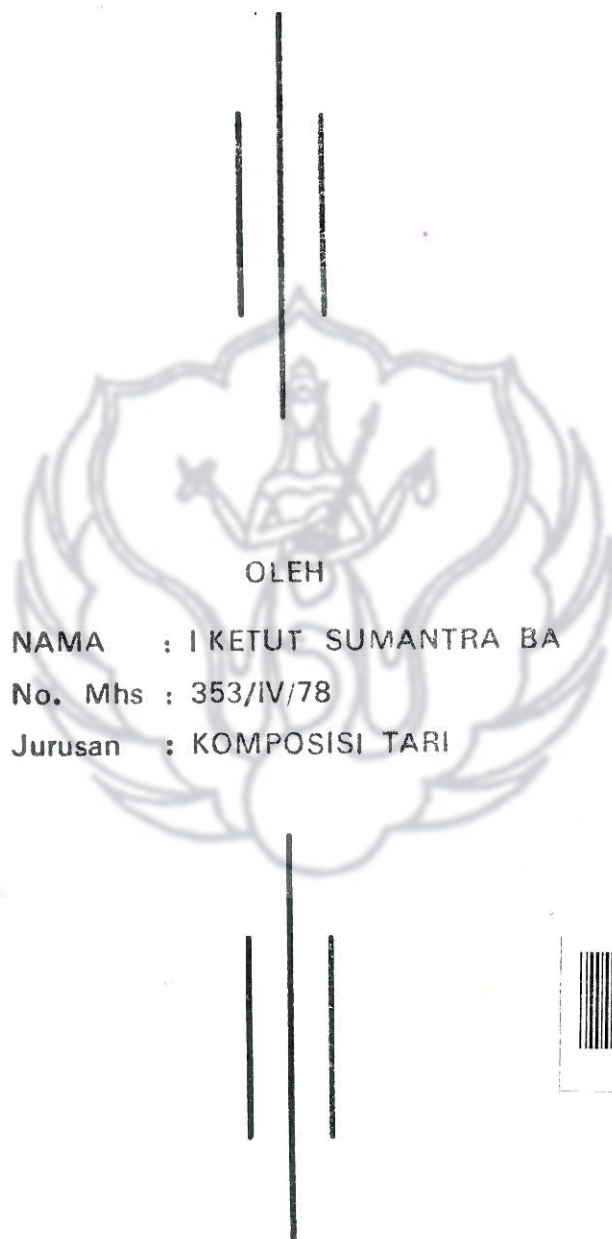 OLEH
NAMA : I KETUT SUMANTRA BA
No. Mhs : 353/IV/78
Jurusan : KOMPOSISI TARI